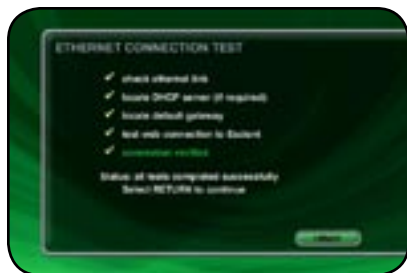 ETHERNET CONNECTION TEST
check ethernet link
locate DHCP server (if required)
locate default gateway
test web connection to Escient
connection verified
Status: all tests completed successfully
Select RETURN to continue